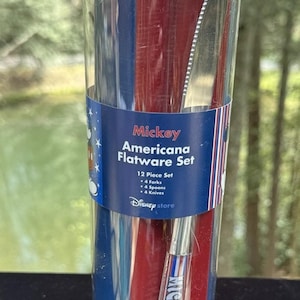 Mickey
Americana
Flatware Set
12 Piece Set
• 4 Forks
• 4 Spoons
• 4 Knives
Disney store